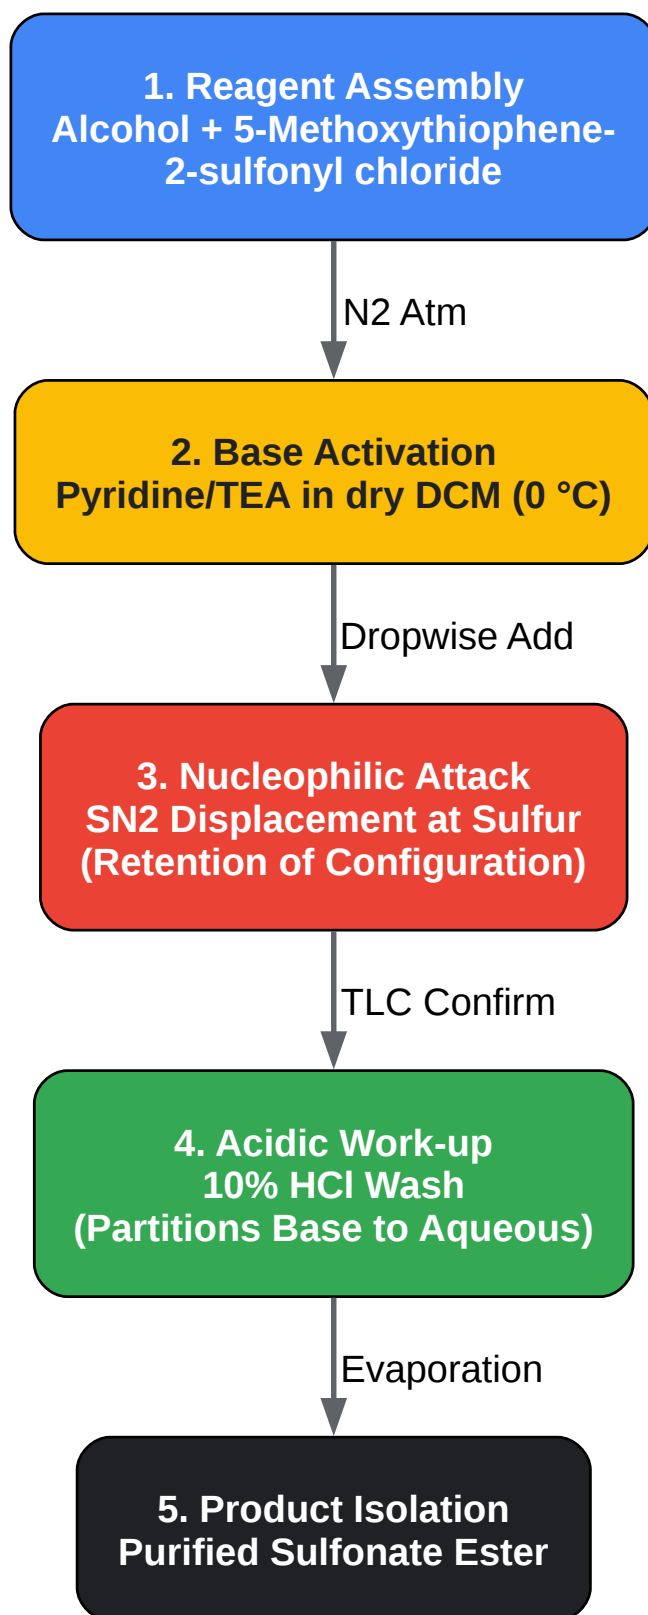 1. Reagent Assembly
Alcohol + 5-Methoxythiophene-
2-sulfonyl chloride
N2 Atm
2. Base Activation
Pyridine/TEA in dry DCM (0 °C)
Dropwise Add
3. Nucleophilic Attack
SN2 Displacement at Sulfur
(Retention of Configuration)
TLC Confirm
4. Acidic Work-up
10% HCl Wash
(Partitions Base to Aqueous)
Evaporation
5. Product Isolation
Purified Sulfonate Ester